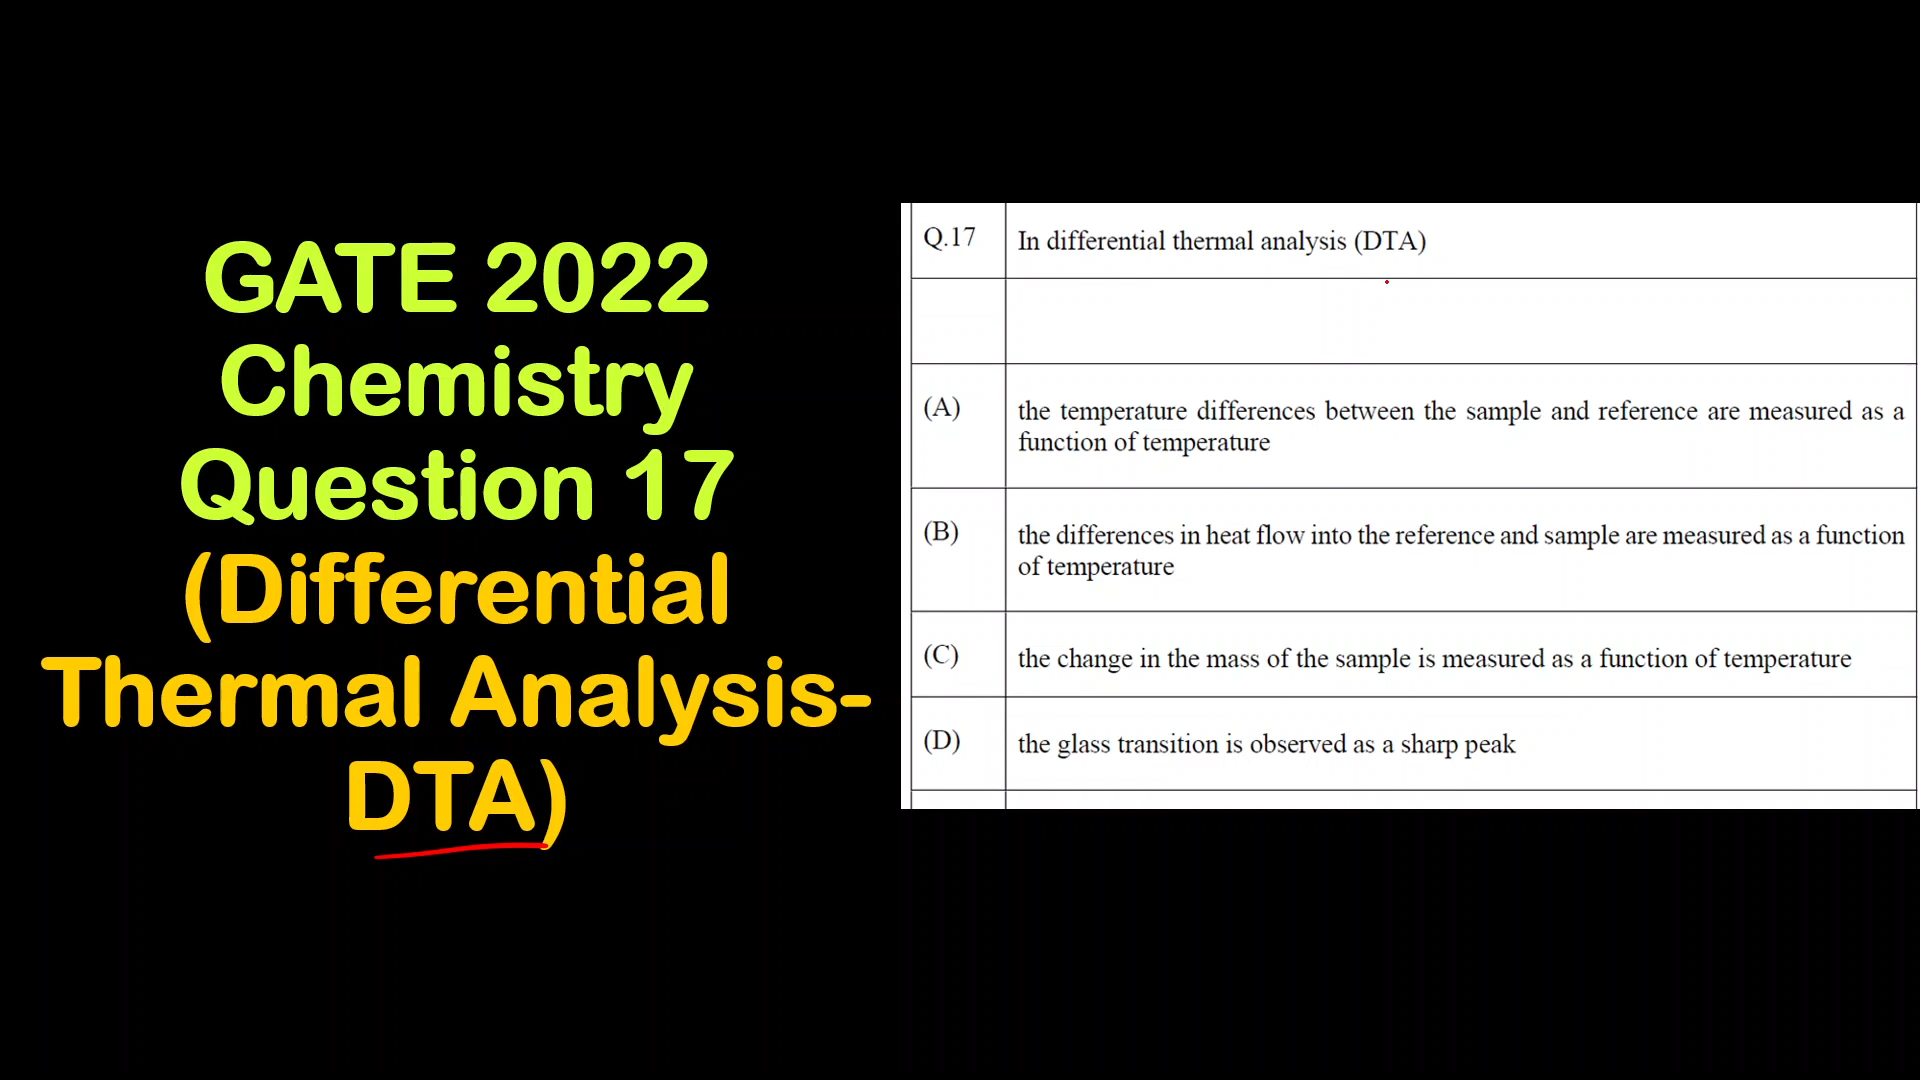 GATE 2022
Chemistry
Question 17
(Differential
Thermal Analysis-
DTA)
Q.17 In differential thermal analysis (DTA)
(A) the temperature differences between the sample and reference are measured as a
function of temperature
(B) the differences in heat flow into the reference and sample are measured as a function
of temperature
(C) the change in the mass of the sample is measured as a function of temperature
(D) the glass transition is observed as a sharp peak